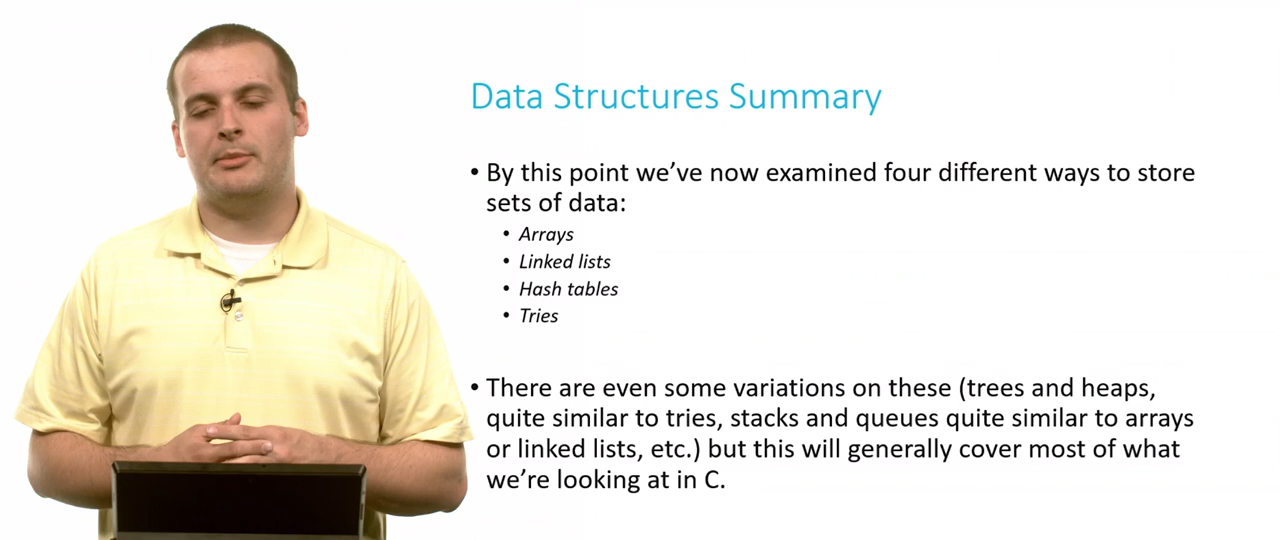 Data Structures Summary
• By this point we’ve now examined four different ways to store
sets of data:
• Arrays
• Linked lists
• Hash tables
• Tries
• There are even some variations on these (trees and heaps,
quite similar to tries, stacks and queues quite similar to arrays
or linked lists, etc.) but this will generally cover most of what
we’re looking at in C.